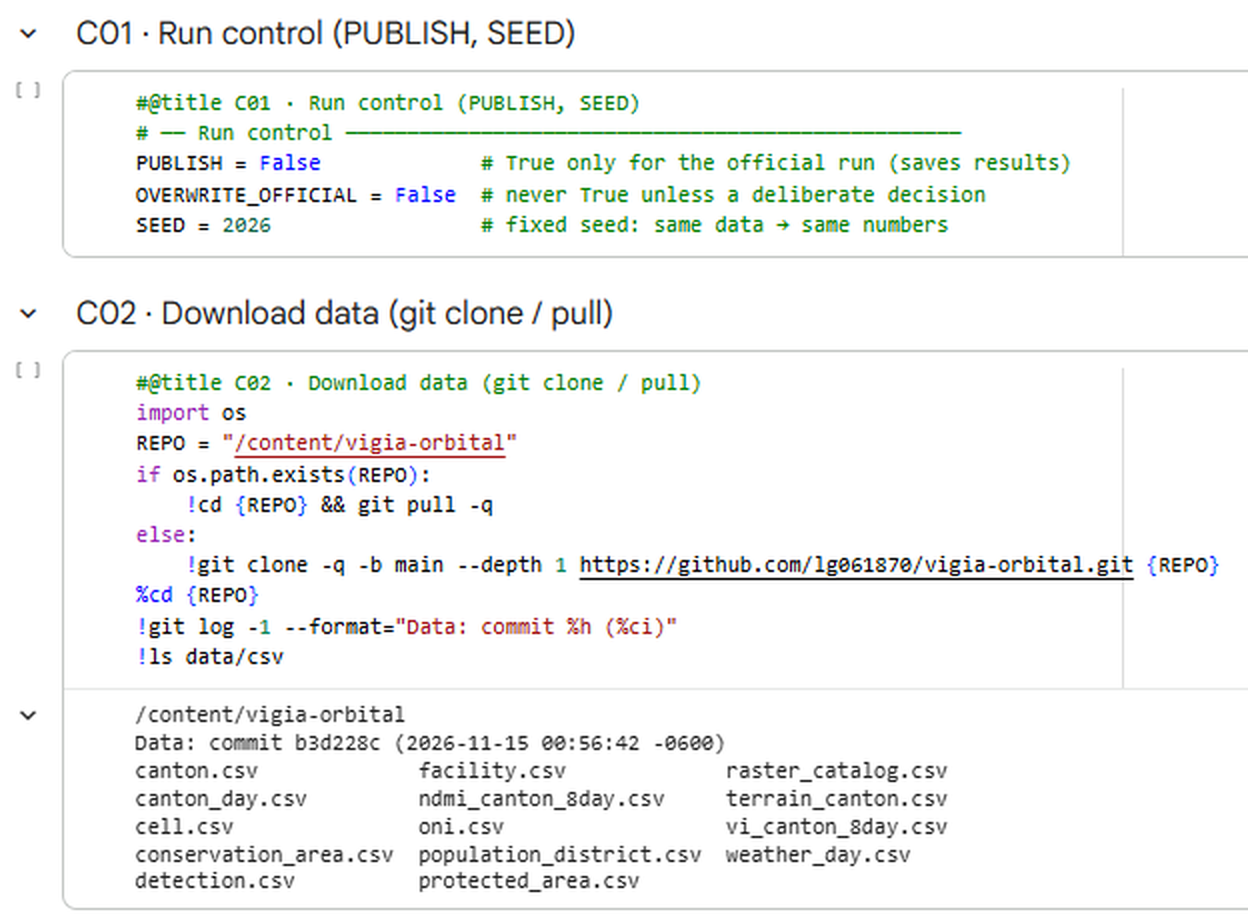 C01 · Run control (PUBLISH, SEED)
[ ]
#@title C01 · Run control (PUBLISH, SEED)
# —— Run control ——————————————————————————————————————————————————
PUBLISH = False             # True only for the official run (saves results)
OVERWRITE_OFFICIAL = False  # never True unless a deliberate decision
SEED = 2026                 # fixed seed: same data → same numbers
C02 · Download data (git clone / pull)
[ ]
#@title C02 · Download data (git clone / pull)
import os
REPO = "/content/vigia-orbital"
if os.path.exists(REPO):
    !cd {REPO} && git pull -q
else:
    !git clone -q -b main --depth 1 https://github.com/lg061870/vigia-orbital.git {REPO}
%cd {REPO}
!git log -1 --format="Data: commit %h (%ci)"
!ls data/csv
/content/vigia-orbital
Data: commit b3d228c (2026-11-15 00:56:42 -0600)
canton.csv             facility.csv             raster_catalog.csv
canton_day.csv         ndmi_canton_8day.csv     terrain_canton.csv
cell.csv               oni.csv                  vi_canton_8day.csv
conservation_area.csv  population_district.csv  weather_day.csv
detection.csv          protected_area.csv